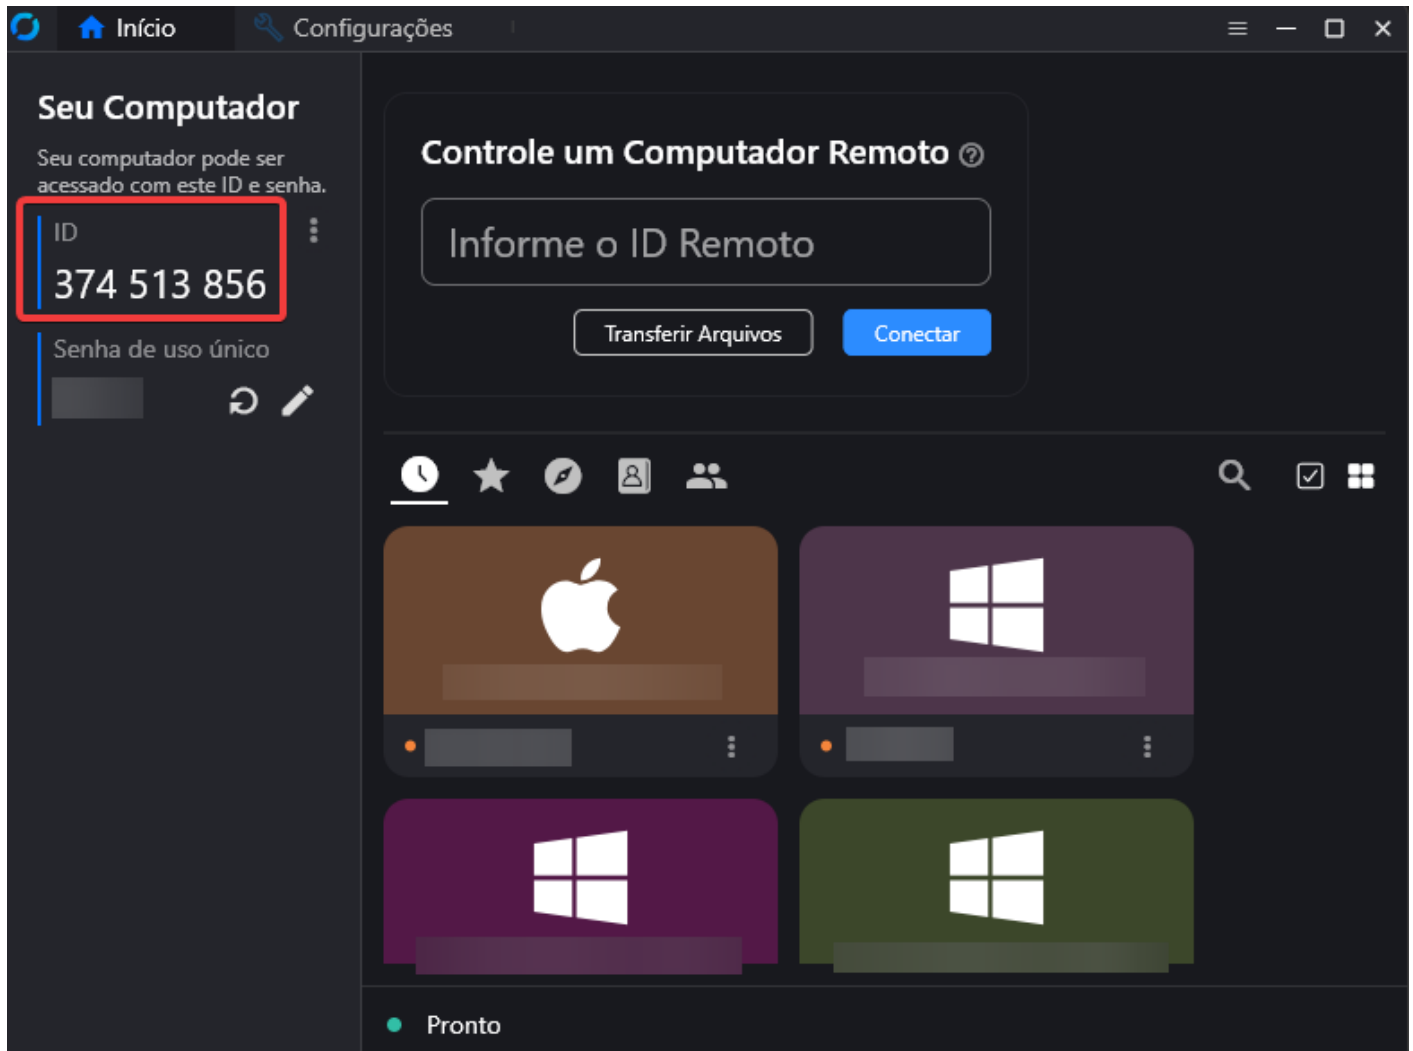 Início
Configurações
Seu Computador
Seu computador pode ser
acessado com este ID e senha.
ID
374 513 856
Senha de uso único
Controle um Computador Remoto
Informe o ID Remoto
Transferir Arquivos
Conectar
Pronto